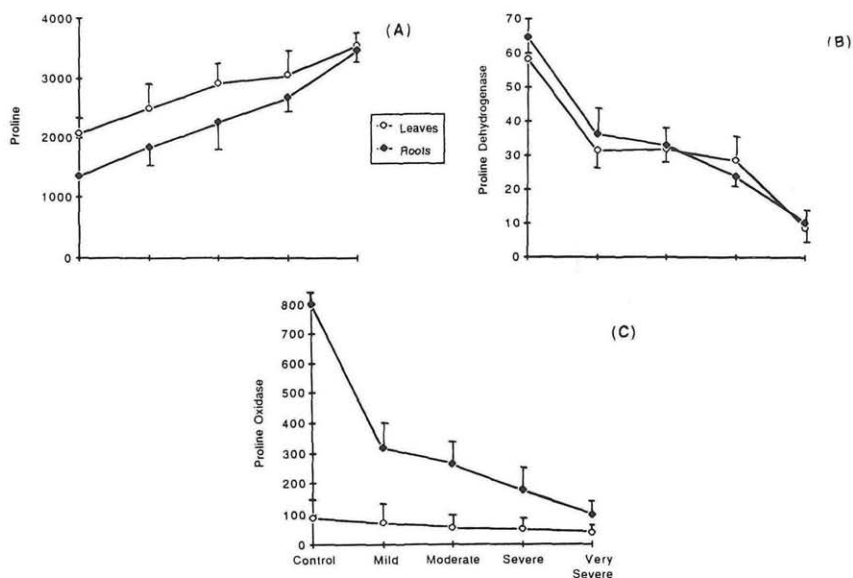 4000
3000
2000
1000
0
Proline
(A)
Leaves
Roots
70
60
50
40
30
20
10
0
Proline Dehydrogenase
(B)
800
700
600
500
400
300
200
100
0
Proline Oxidase
(C)
Control
Mild
Moderate
Severe
Very
Severe